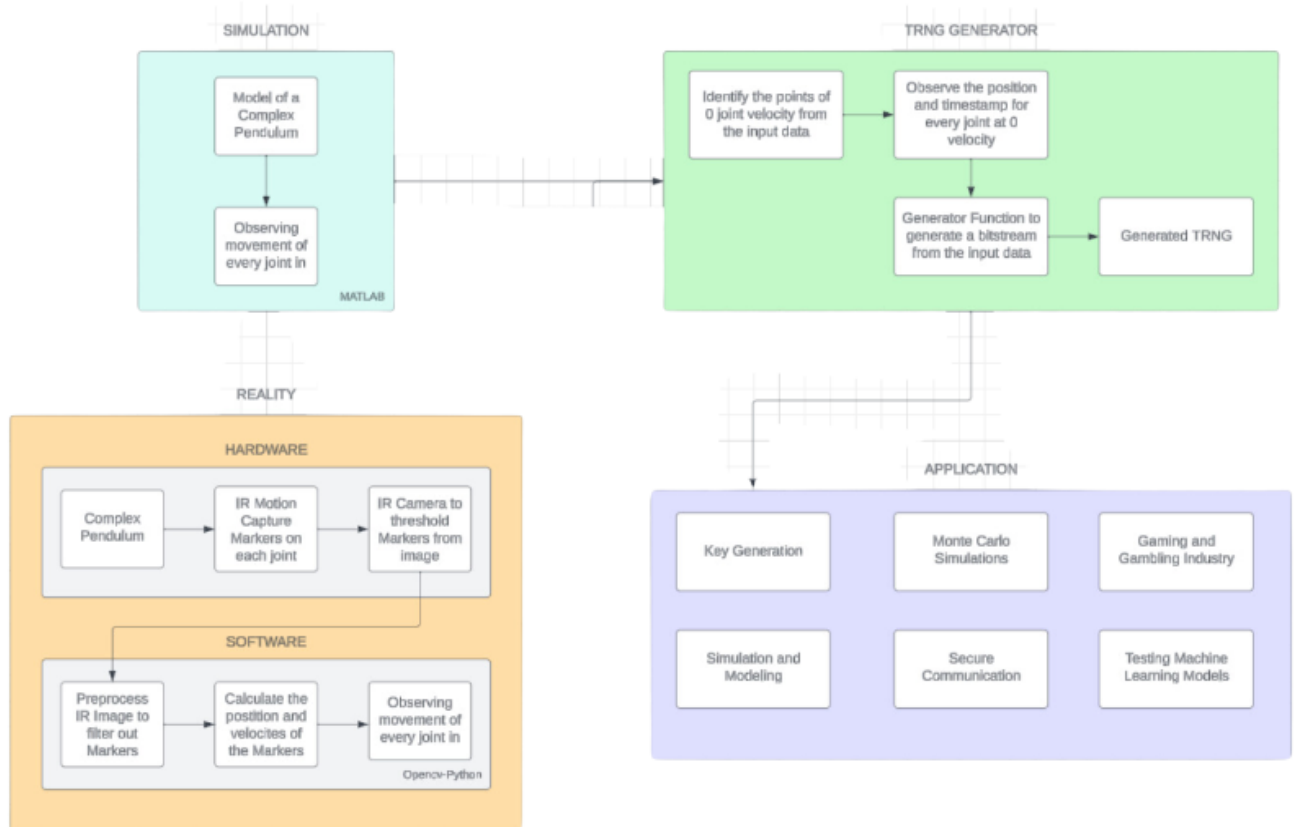 SIMULATION
Model of a
Complex
Pendulum
Observing
movement of
every joint in
MATLAB
TRNG GENERATOR
Identify the points of
0 joint velocity from
the input data
Observe the position
and timestamp for
every joint at 0
velocity
Generator Function to
generate a bitstream
from the input data
Generated TRNG
REALITY
HARDWARE
Complex
Pendulum
IR Motion
Capture
Markers on
each joint
IR Camera to
threshold
Markers from
image
SOFTWARE
Preprocess
IR Image to
filter out
Markers
Calculate the
postition and
velocites of
the Markers
Observing
movement of
every joint in
Opencv-Python
APPLICATION
Key Generation
Monte Carlo
Simulations
Gaming and
Gambling Industry
Simulation and
Modeling
Secure
Communication
Testing Machine
Learning Models